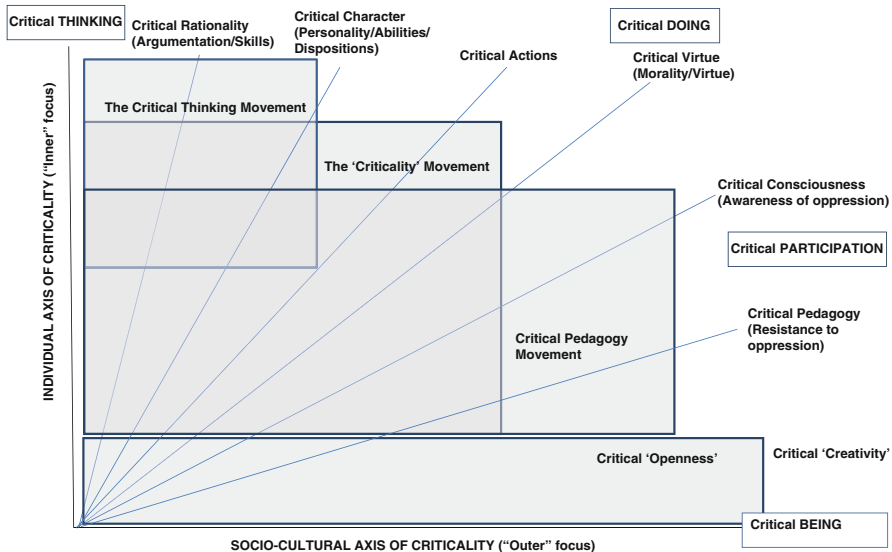 Critical THINKING
Critical Rationality
(Argumentation/Skills)
Critical Character
(Personality/Abilities/
Dispositions)
Critical Actions
Critical DOING
Critical Virtue
(Morality/Virtue)
The Critical Thinking Movement
The ‘Criticality’ Movement
Critical Consciousness
(Awareness of oppression)
Critical PARTICIPATION
Critical Pedagogy
(Resistance to
oppression)
Critical Pedagogy
Movement
INDIVIDUAL AXIS OF CRITICALITY (“Inner” focus)
Critical ‘Openness’
Critical ‘Creativity’
Critical BEING
SOCIO-CULTURAL AXIS OF CRITICALITY (“Outer” focus)